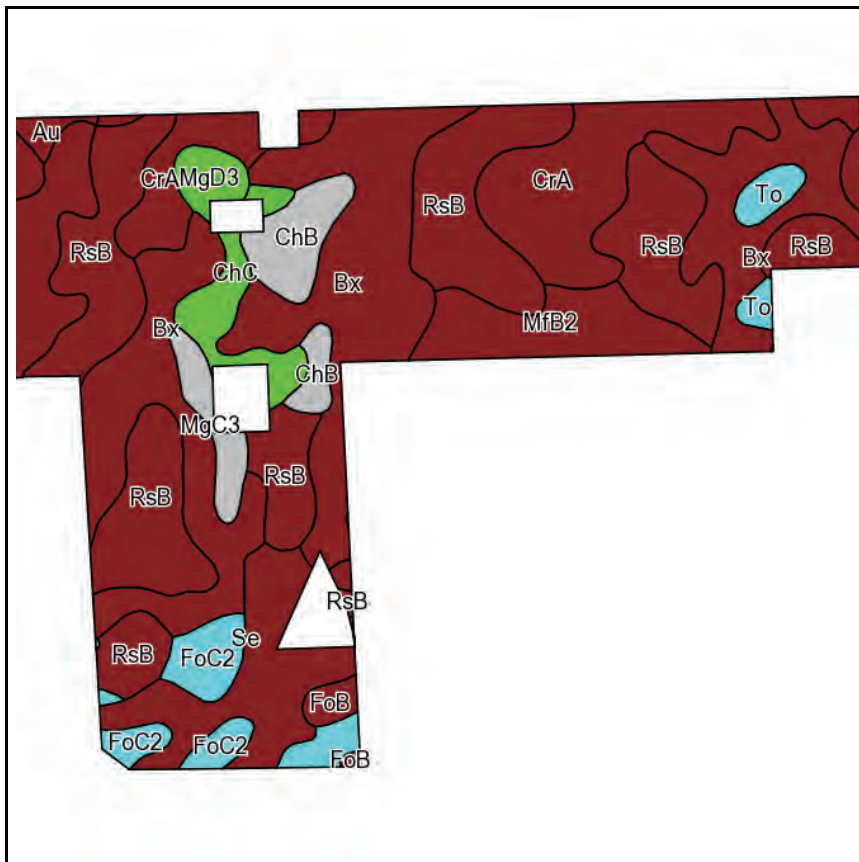 Au
CrAMgD3
RsB
CrA
To
RsB
ChB
RsB
RsB
ChC
Bx
Bx
To
Bx
MfB2
ChB
MgC3
RsB
RsB
RsB
Se
RsB
FoC2
FoB
FoC2
FoC2
FoB